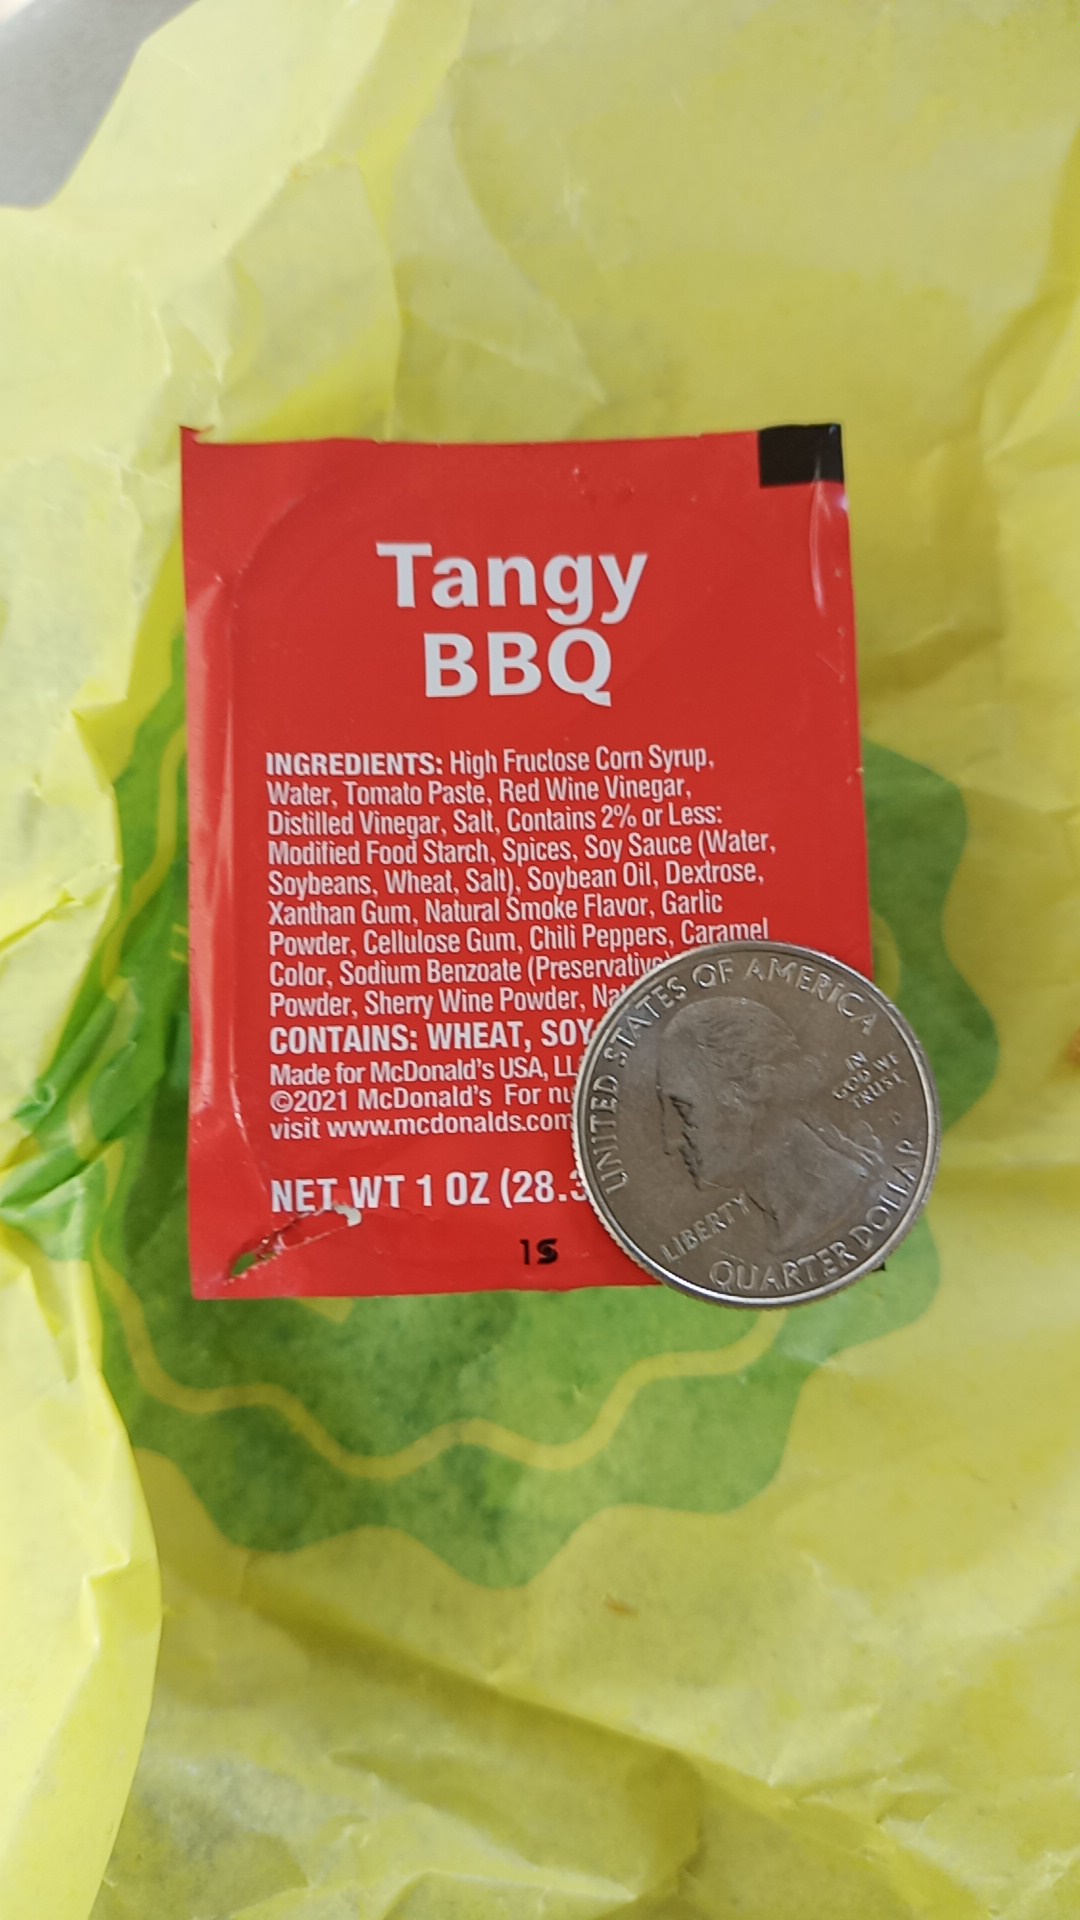 Tangy
BBQ
INGREDIENTS: High Fructose Corn Syrup,
Water, Tomato Paste, Red Wine Vinegar,
Distilled Vinegar, Salt, Contains 2% or Less:
Modified Food Starch, Spices, Soy Sauce (Water,
Soybeans, Wheat, Salt), Soybean Oil, Dextrose,
Xanthan Gum, Natural Smoke Flavor, Garlic
Powder, Cellulose Gum, Chili Peppers, Caramel
Color, Sodium Benzoate (Preservative)
Powder, Sherry Wine Powder,
CONTAINS: WHEAT, SOY
Made for McDonald's USA,
©2021 McDonald's For
visit www.mcdonalds.com
NET WT 1 OZ (28.3
1S
UNITED STATES OF AMERICA
IN
GOD WE
TRUST
LIBERTY
QUARTER DOLLAR